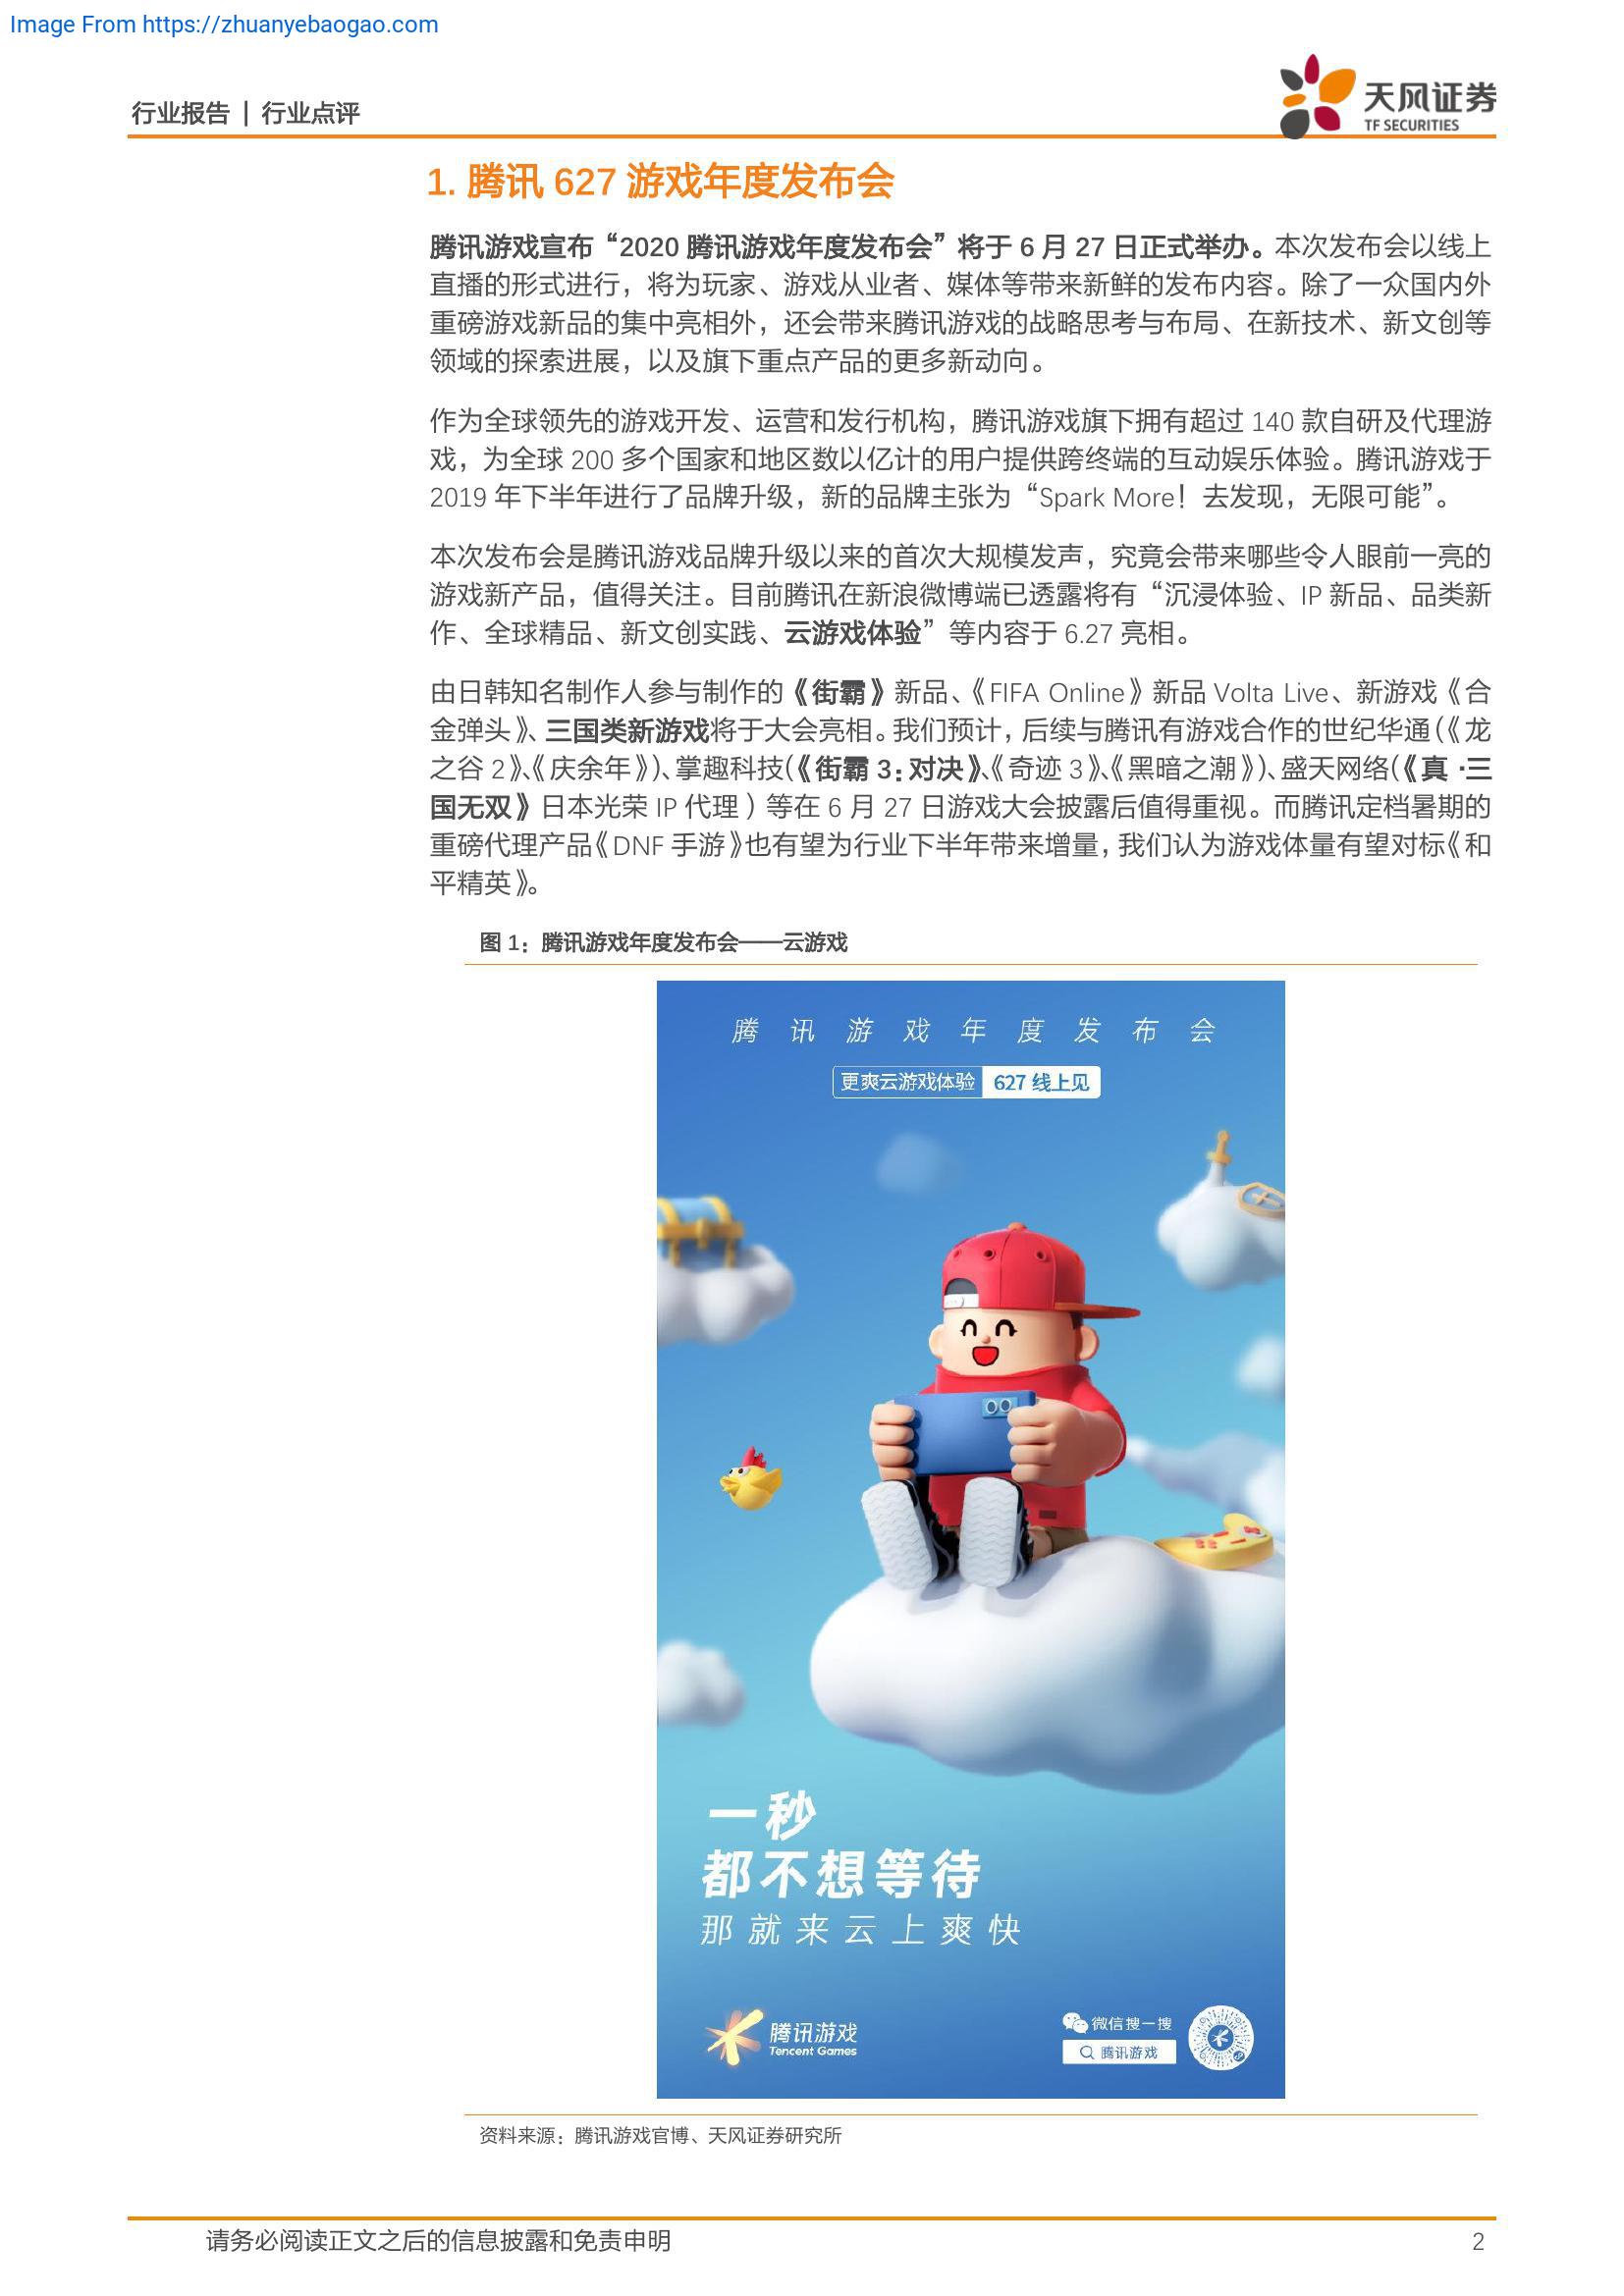 Image From https://zhuanyebaogao.com
行业报告 | 行业点评
天风证券
TF SECURITIES
1. 腾讯 627 游戏年度发布会
腾讯游戏宣布“2020 腾讯游戏年度发布会”将于 6 月 27 日正式举办。本次发布会以线上
直播的形式进行，将为玩家、游戏从业者、媒体等带来新鲜的发布内容。除了一众国内外
重磅游戏新品的集中亮相外，还会带来腾讯游戏的战略思考与布局、在新技术、新文创等
领域的探索进展，以及旗下重点产品的更多新动向。
作为全球领先的游戏开发、运营和发行机构，腾讯游戏旗下拥有超过 140 款自研及代理游
戏，为全球 200 多个国家和地区数以亿计的用户提供跨终端的互动娱乐体验。腾讯游戏于
2019 年下半年进行了品牌升级，新的品牌主张为“Spark More！去发现，无限可能”。
本次发布会是腾讯游戏品牌升级以来的首次大规模发声，究竟会带来哪些令人眼前一亮的
游戏新产品，值得关注。目前腾讯在新浪微博端已透露将有“沉浸体验、IP 新品、品类新
作、全球精品、新文创实践、云游戏体验”等内容于 6.27 亮相。
由日韩知名制作人参与制作的《街霸》新品、《FIFA Online》新品 Volta Live、新游戏《合
金弹头》、三国类新游戏将于大会亮相。我们预计，后续与腾讯有游戏合作的世纪华通（《龙
之谷 2》、《庆余年》）、掌趣科技（《街霸 3：对决》、《奇迹 3》、《黑暗之潮》）、盛天网络（《真·三
国无双》日本光荣 IP 代理）等在 6 月 27 日游戏大会披露后值得重视。而腾讯定档暑期的
重磅代理产品《DNF 手游》也有望为行业下半年带来增量，我们认为游戏体量有望对标《和
平精英》。
图 1：腾讯游戏年度发布会——云游戏
腾讯游戏年度发布会
更爽云游戏体验 627 线上见
一秒
都不想等待
那就来云上爽快
腾讯游戏
Tencent Games
微信搜一搜
腾讯游戏
资料来源：腾讯游戏官博、天风证券研究所
请务必阅读正文之后的信息披露和免责申明 2